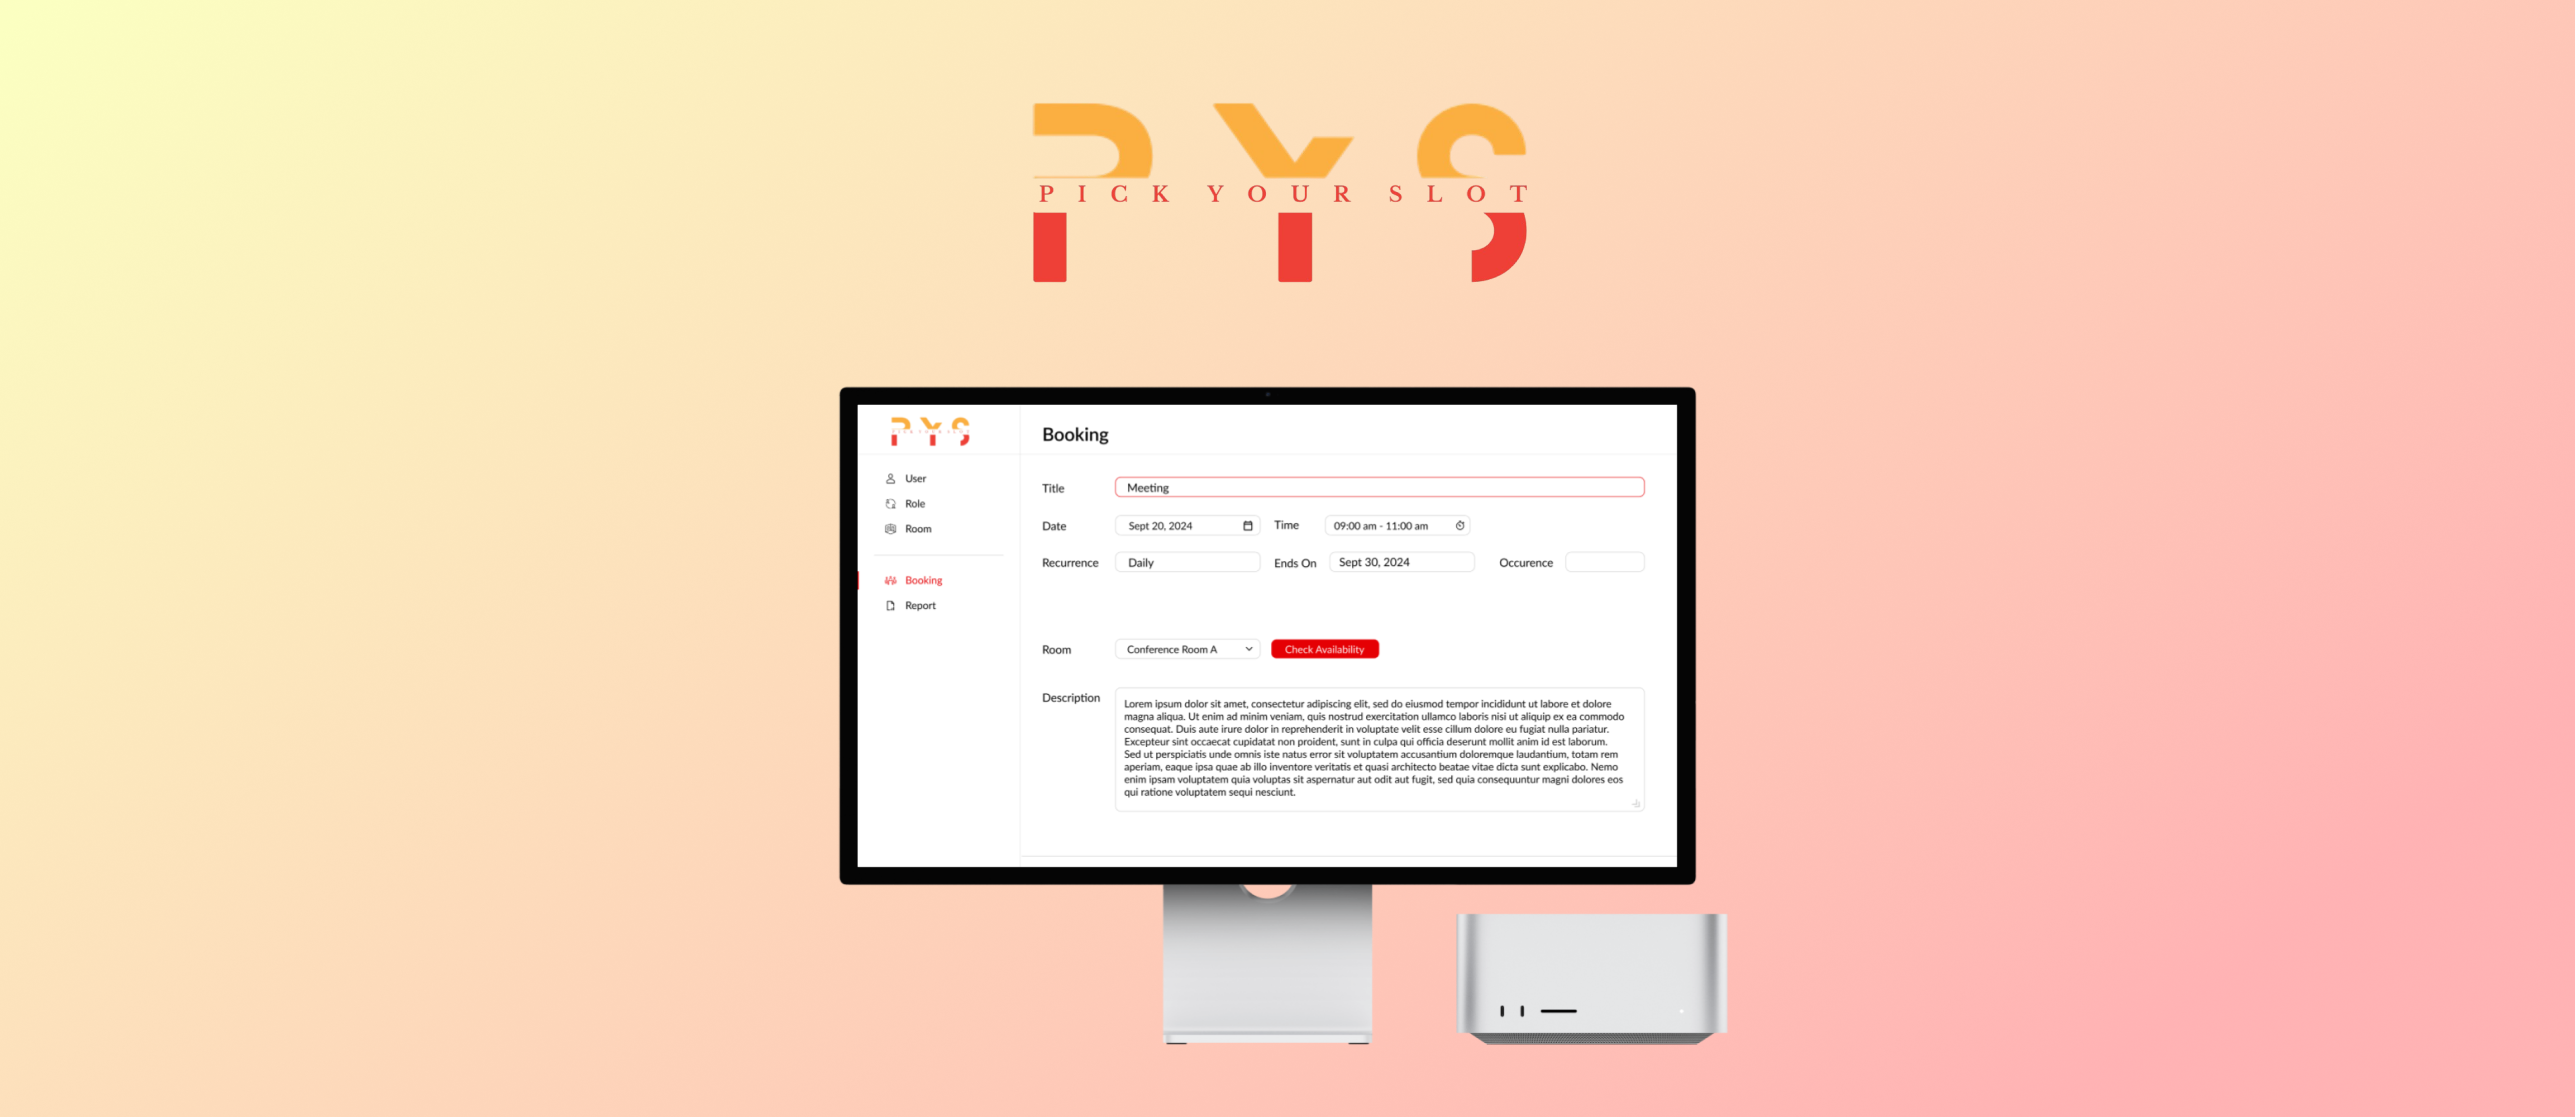 PYS
PICK YOUR SLOT
PYS
PICK YOUR SLOT
Booking
User
Role
Room
Booking
Report
Title Meeting
Date Sept 20, 2024 Time 09:00 am - 11:00 am
Recurrence Daily Ends On Sept 30, 2024 Occurence
Room Conference Room A Check Availability
Description
Lorem ipsum dolor sit amet, consectetur adipiscing elit, sed do eiusmod tempor incididunt ut labore et dolore
magna aliqua. Ut enim ad minim veniam, quis nostrud exercitation ullamco laboris nisi ut aliquip ex ea commodo
consequat. Duis aute irure dolor in reprehenderit in voluptate velit esse cillum dolore eu fugiat nulla pariatur.
Excepteur sint occaecat cupidatat non proident, sunt in culpa qui officia deserunt mollit anim id est laborum.
Sed ut perspiciatis unde omnis iste natus error sit voluptatem accusantium doloremque laudantium, totam rem
aperiam, eaque ipsa quae ab illo inventore veritatis et quasi architecto beatae vitae dicta sunt explicabo. Nemo
enim ipsam voluptatem quia voluptas sit aspernatur aut odit aut fugit, sed quia consequuntur magni dolores eos
qui ratione voluptatem sequi nesciunt.